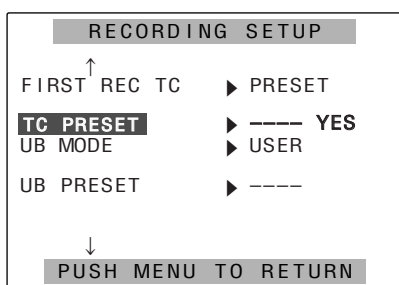 RECORDING SETUP
↑
FIRST REC TC ▶ PRESET
TC PRESET ▶ ---- YES
UB MODE ▶ USER
UB PRESET ▶ ----
↓
PUSH MENU TO RETURN